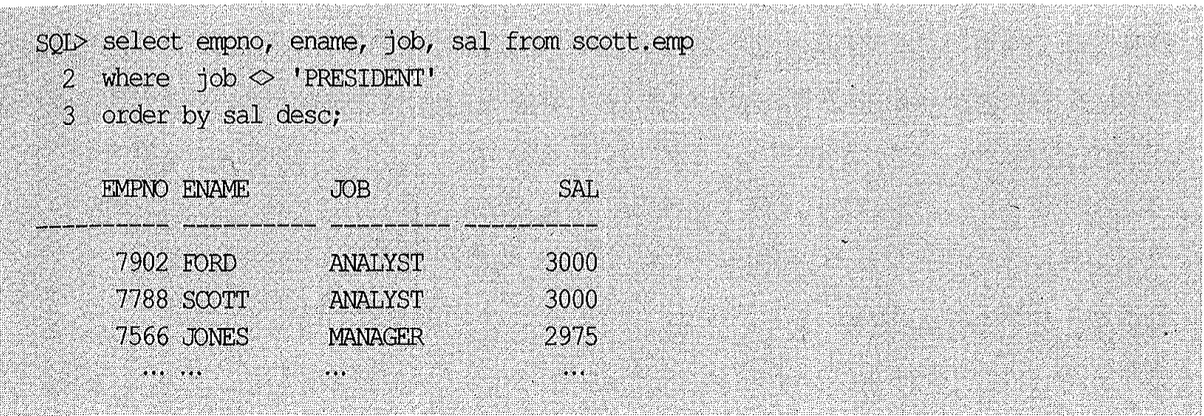 SQL> select empno, ename, job, sal from scott.emp
2 where job <> 'PRESIDENT'
3 order by sal desc;
EMPNO ENAME JOB SAL
---------- ---------- --------- ----------
7902 FORD ANALYST 3000
7788 SCOTT ANALYST 3000
7566 JONES MANAGER 2975
... ... ... ...